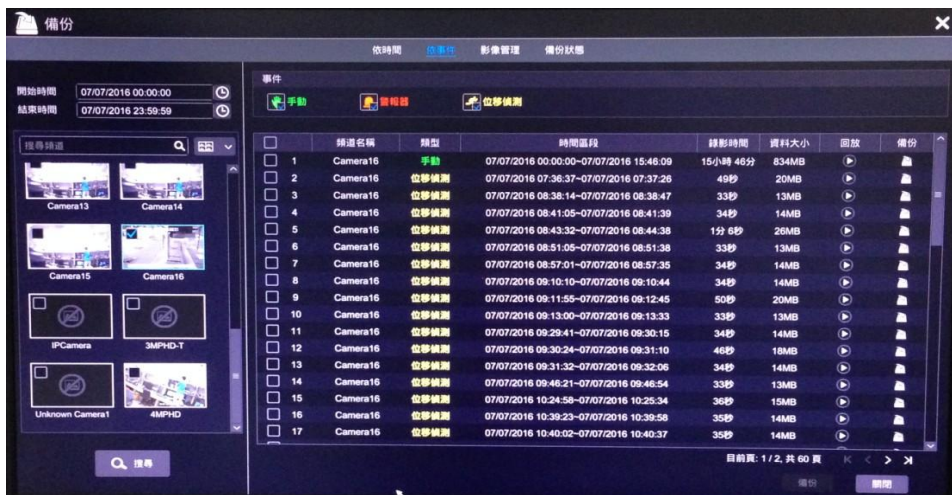 備份
依時間 按事件 影像管理 備份狀態
開始時間 07/07/2016 00:00:00
結束時間 07/07/2016 23:59:59
搜尋頻道
Camera13 Camera14
Camera15 Camera16
IPCamera 3MPHD-T
Unknown Camera1 4MPHD
搜尋
事件
手動 警報器 位移偵測
頻道名稱 類型 時間區段 錄影時間 資料大小 回放 備份
1 Camera16 手動 07/07/2016 00:00:00~07/07/2016 15:46:09 15小時 46分 834MB
2 Camera16 位移偵測 07/07/2016 07:36:37~07/07/2016 07:37:26 49秒 20MB
3 Camera16 位移偵測 07/07/2016 08:38:14~07/07/2016 08:38:47 33秒 13MB
4 Camera16 位移偵測 07/07/2016 08:41:05~07/07/2016 08:41:39 34秒 14MB
5 Camera16 位移偵測 07/07/2016 08:43:32~07/07/2016 08:44:38 1分 6秒 26MB
6 Camera16 位移偵測 07/07/2016 08:51:05~07/07/2016 08:51:38 33秒 13MB
7 Camera16 位移偵測 07/07/2016 08:57:01~07/07/2016 08:57:35 34秒 14MB
8 Camera16 位移偵測 07/07/2016 09:10:10~07/07/2016 09:10:44 34秒 14MB
9 Camera16 位移偵測 07/07/2016 09:11:55~07/07/2016 09:12:45 50秒 20MB
10 Camera16 位移偵測 07/07/2016 09:13:00~07/07/2016 09:13:33 33秒 13MB
11 Camera16 位移偵測 07/07/2016 09:29:41~07/07/2016 09:30:15 34秒 14MB
12 Camera16 位移偵測 07/07/2016 09:30:24~07/07/2016 09:31:10 46秒 18MB
13 Camera16 位移偵測 07/07/2016 09:31:32~07/07/2016 09:32:06 34秒 14MB
14 Camera16 位移偵測 07/07/2016 09:46:21~07/07/2016 09:46:54 33秒 13MB
15 Camera16 位移偵測 07/07/2016 10:24:58~07/07/2016 10:25:34 36秒 15MB
16 Camera16 位移偵測 07/07/2016 10:39:23~07/07/2016 10:39:58 35秒 14MB
17 Camera16 位移偵測 07/07/2016 10:40:02~07/07/2016 10:40:37 35秒 14MB
目前頁: 1 / 2, 共 60 頁
備份 關閉